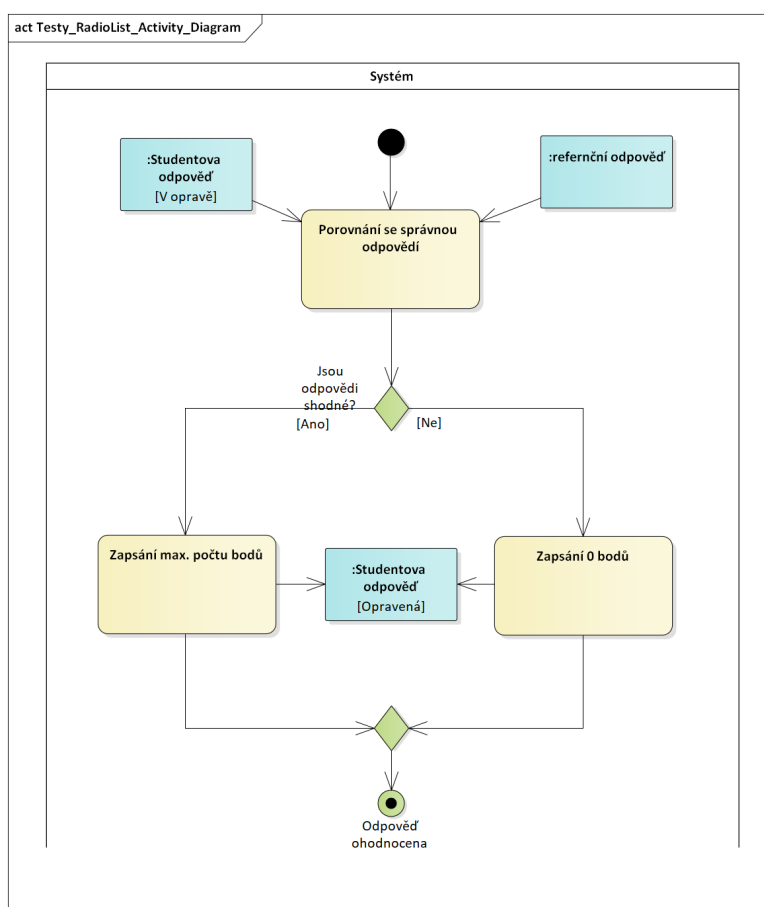 act Testy_RadioList_Activity_Diagram
Systém
:Studentova
odpověď
[V opravě]
:refernční odpověď
Porovnání se správnou
odpovědí
Jsou
odpovědi
shodné?
[Ano]
[Ne]
Zapsání max. počtu bodů
:Studentova
odpověď
[Opravená]
Zapsání 0 bodů
Odpověď
ohodnocena